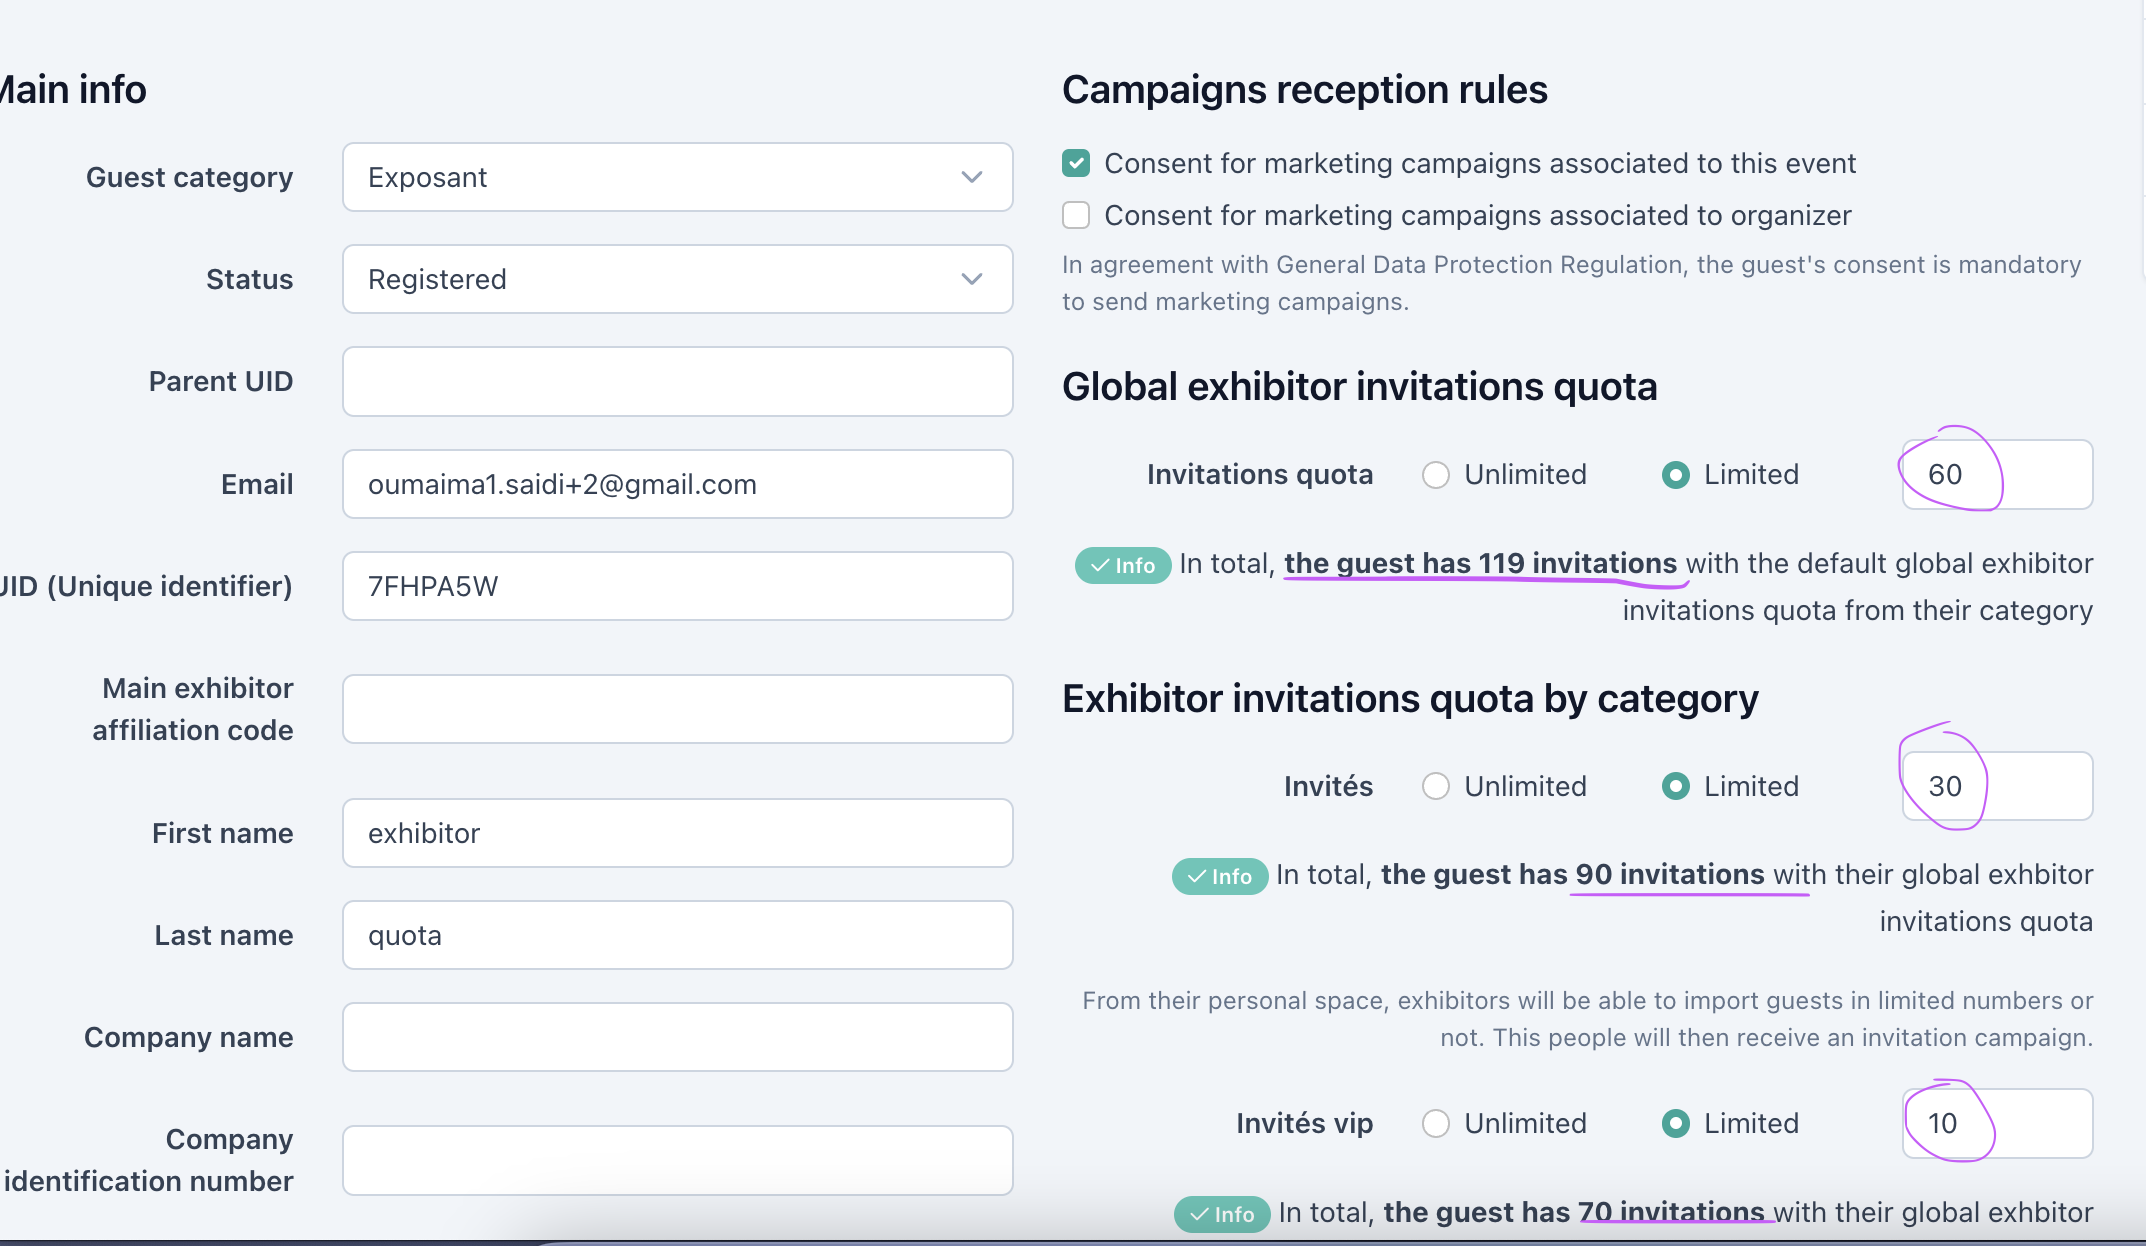 Main info
Guest category
Exposant
Status
Registered
Parent UID
Email
oumaima1.saidi+2@gmail.com
UID (Unique identifier)
7FHPA5W
Main exhibitor
affiliation code
First name
exhibitor
Last name
quota
Company name
Company
identification number
Campaigns reception rules
Consent for marketing campaigns associated to this event
Consent for marketing campaigns associated to organizer
In agreement with General Data Protection Regulation, the guest's consent is mandatory
to send marketing campaigns.
Global exhibitor invitations quota
Invitations quota Unlimited Limited 60
Info In total, the guest has 119 invitations with the default global exhibitor
invitations quota from their category
Exhibitor invitations quota by category
Invités Unlimited Limited 30
Info In total, the guest has 90 invitations with their global exhbitor
invitations quota
From their personal space, exhibitors will be able to import guests in limited numbers or
not. This people will then receive an invitation campaign.
Invités vip Unlimited Limited 10
Info In total, the guest has 70 invitations with their global exhbitor